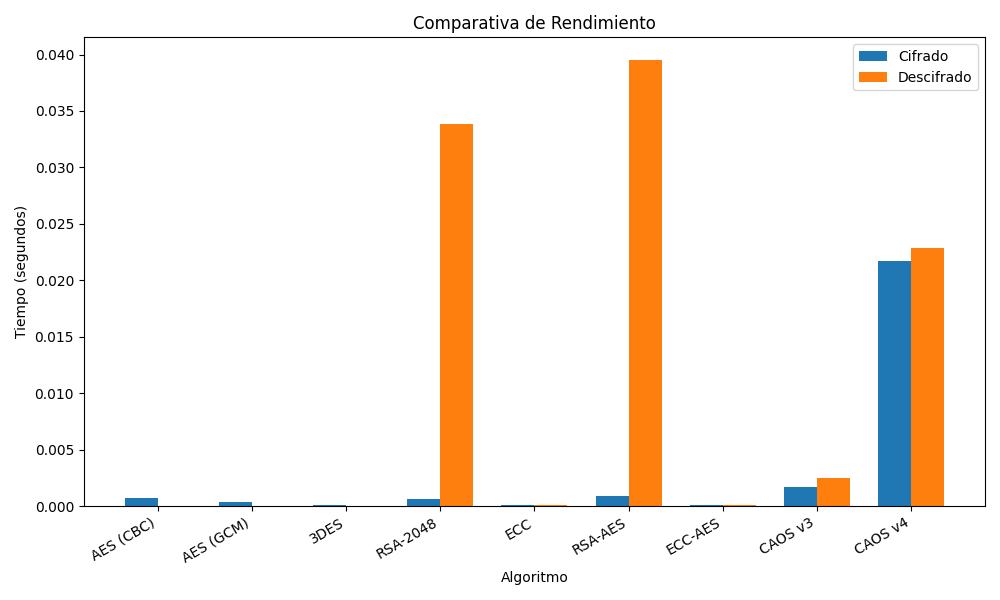 Comparativa de Rendimiento
Cifrado
Descifrado
Tiempo (segundos)
0.040
0.035
0.030
0.025
0.020
0.015
0.010
0.005
0.000
AES (CBC)
AES (GCM)
3DES
RSA-2048
ECC
RSA-AES
ECC-AES
CAOS v3
CAOS v4
Algoritmo